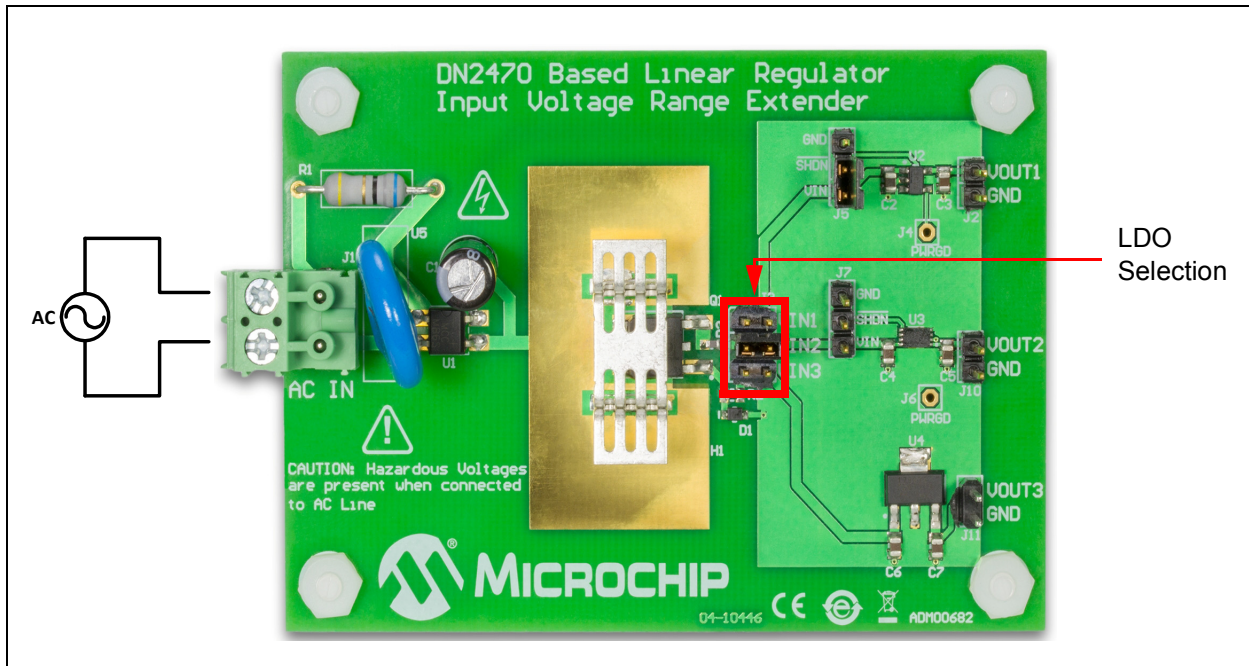 DN2470 Based Linear Regulator
Input Voltage Range Extender
GND
SHDN
VIN
J5
U2
C2
C3
VOUT1
GND
J2
J4
PWRGD
R1
U5
J1
C1
U1
AC
AC IN
LDO
Selection
IN1
IN2
IN3
D1
H1
J7
GND
SHDN
VIN
U3
C4
C5
VOUT2
GND
J10
J6
PWRGD
U4
VOUT3
GND
J11
C6
C7
CAUTION: Hazardous Voltages
are present when connected
to AC Line
MICROCHIP
04-10446
CE
e
ADM00682